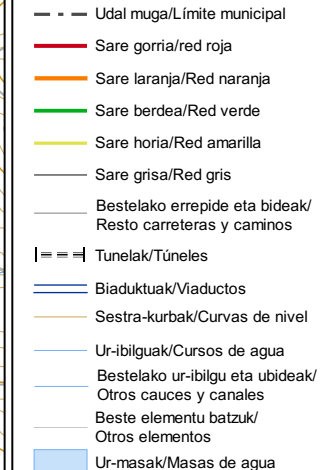 Udal muga/Límite municipal
Sare gorria/red roja
Sare laranja/Red naranja
Sare berdea/Red verde
Sare horia/Red amarilla
Sare grisa/Red gris
Bestelako errepide eta bideak/
Resto carreteras y caminos
Tunelak/Túneles
Biaduktuak/Viaductos
Sestra-kurbak/Curvas de nivel
Ur-ibilguak/Cursos de agua
Bestelako ur-ibilgu eta ubideak/
Otros cauces y canales
Beste elementu batzuk/
Otros elementos
Ur-masak/Masas de agua